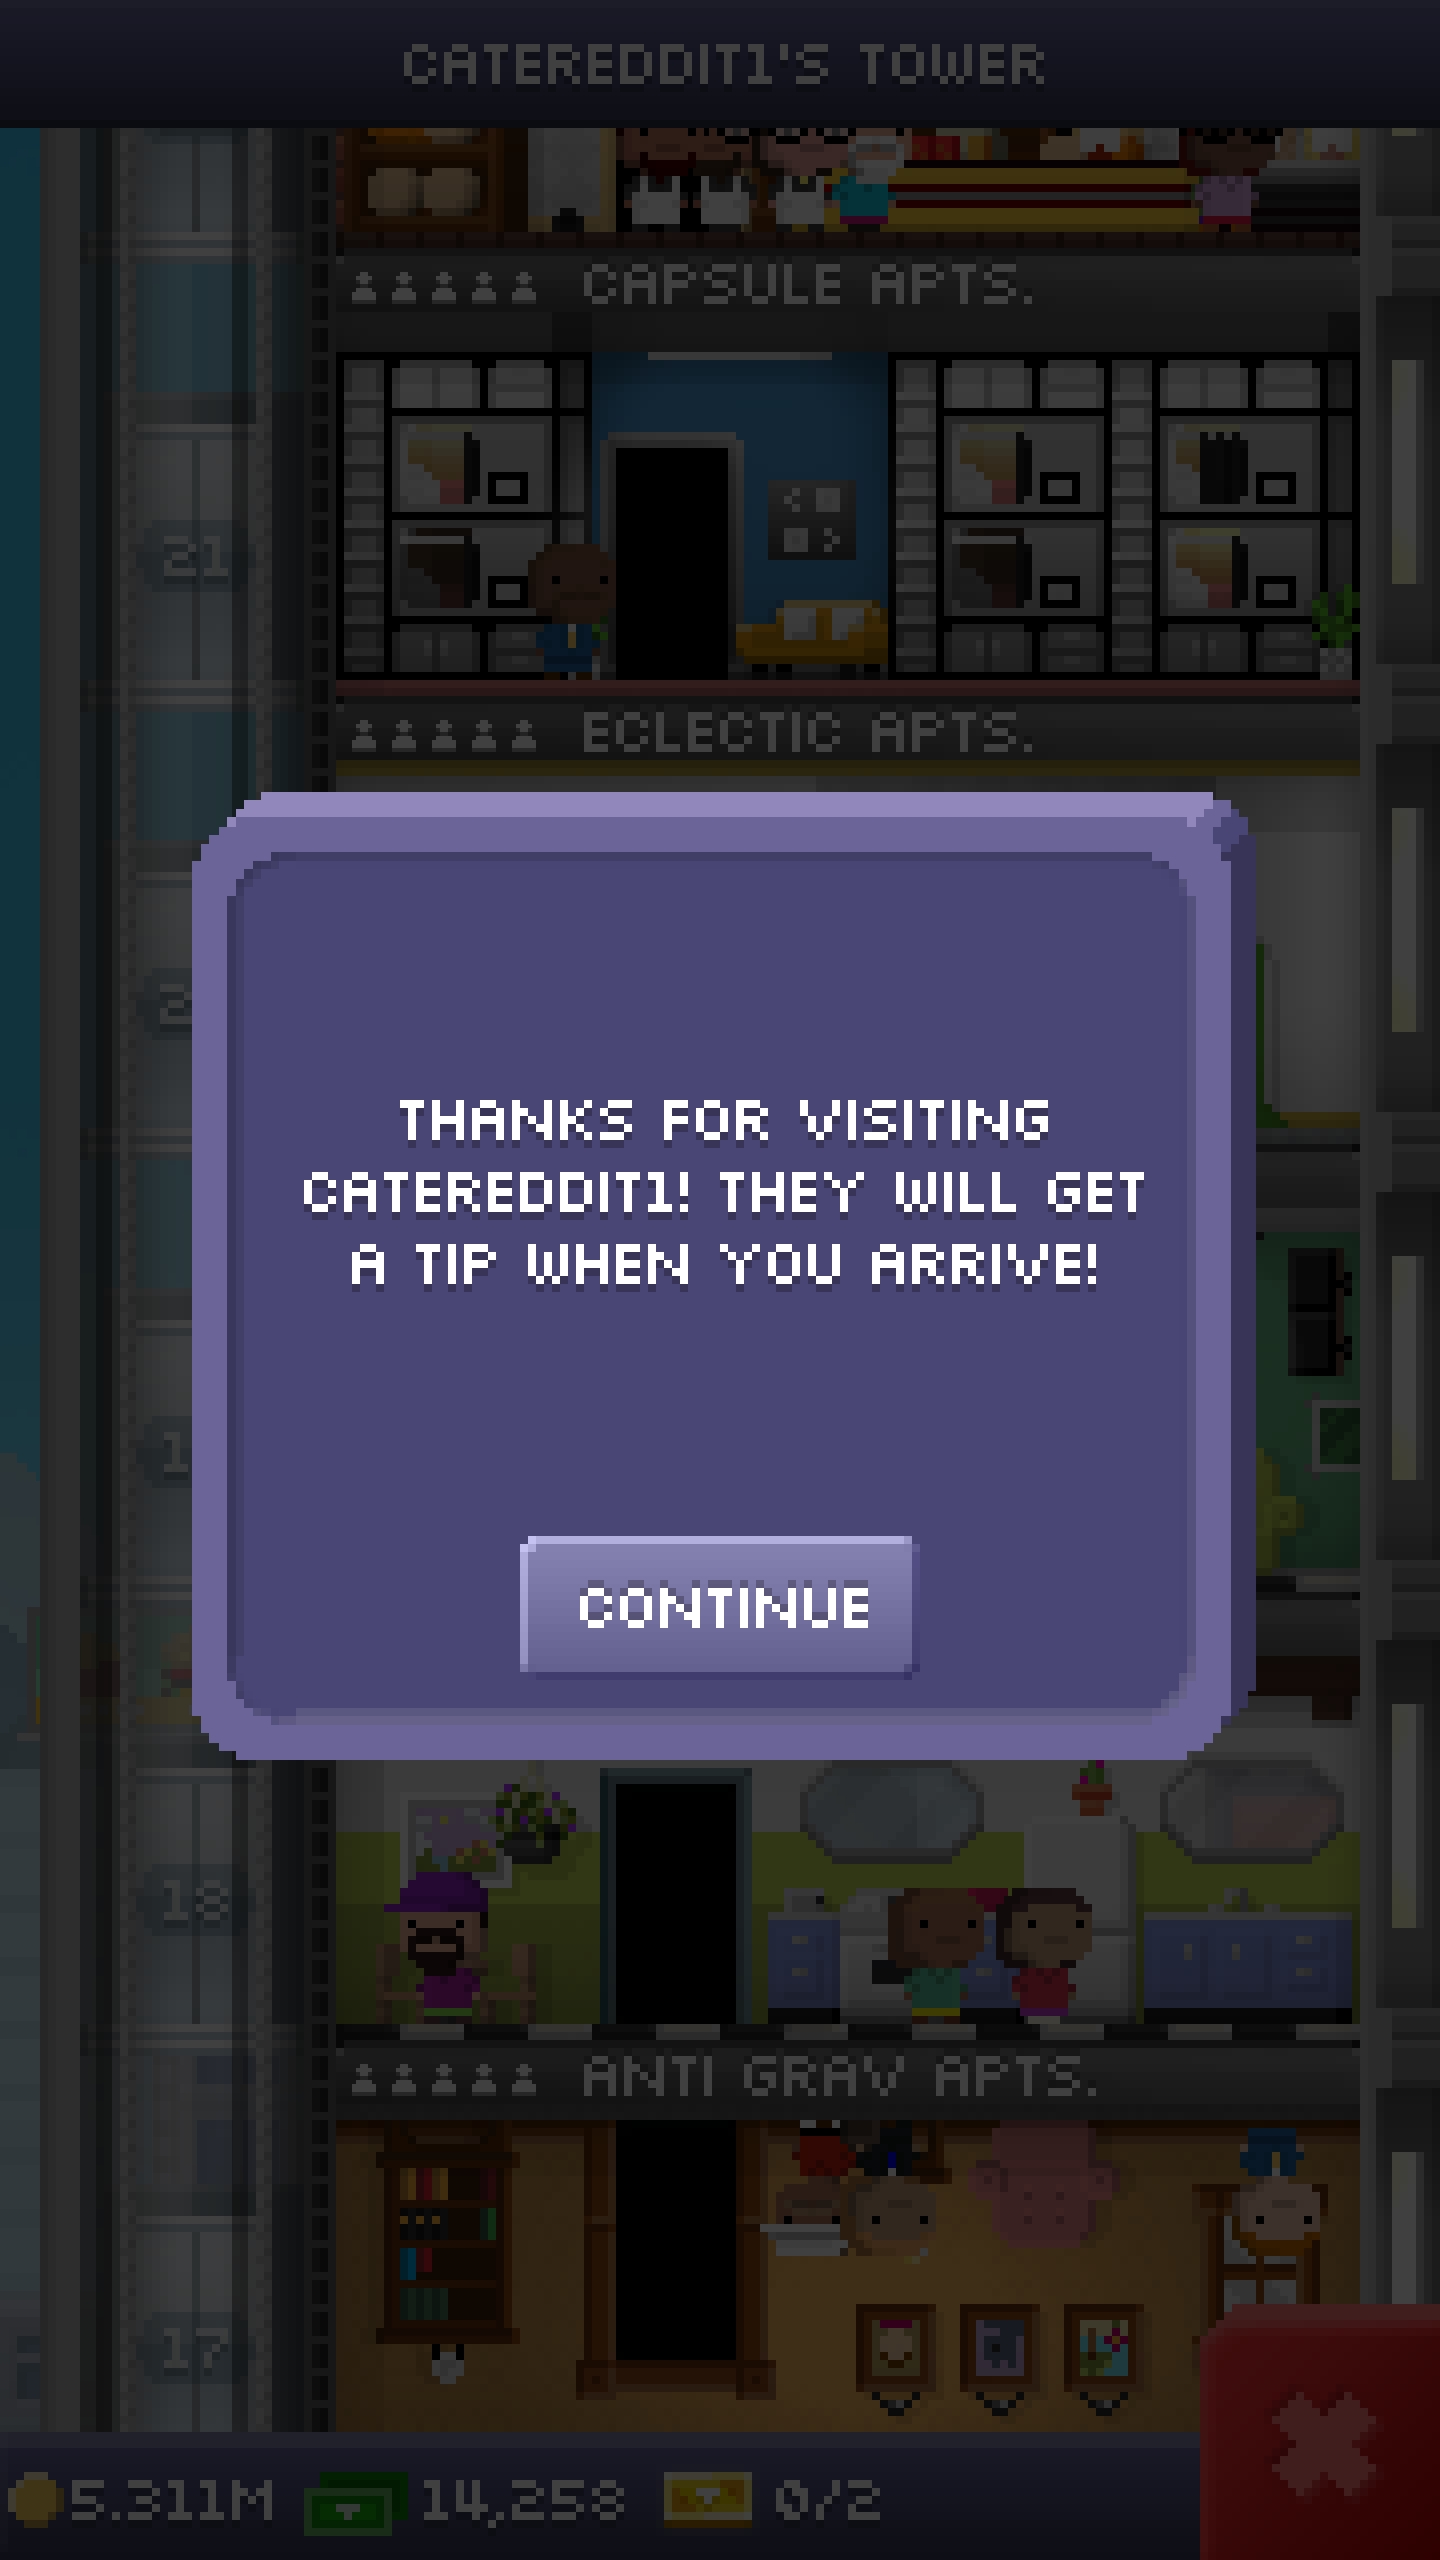 CATEREDDIT1'S TOWER
CAPSULE APTS.
21
ECLECTIC APTS.
THANKS FOR VISITING
CATEREDDIT1! THEY WILL GET
A TIP WHEN YOU ARRIVE!
CONTINUE
18
ANTI GRAV APTS.
17
5.311M 14,258 0/2